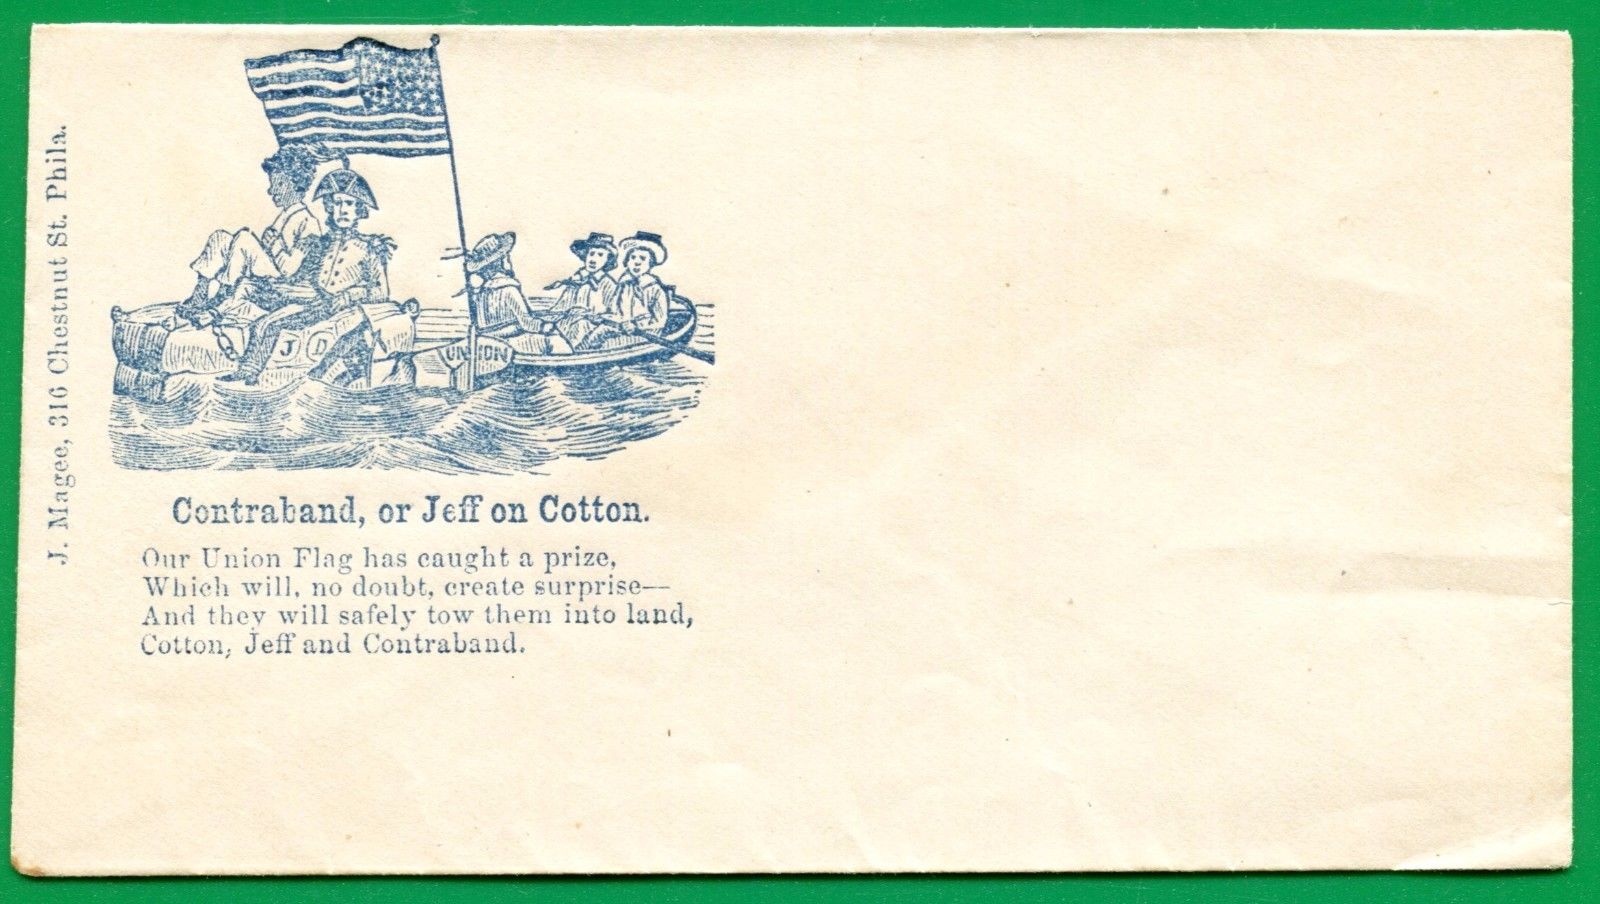 J. Magee, 316 Chestnut St. Phila.
J D
UNION
Contraband, or Jeff on Cotton.
Our Union Flag has caught a prize,
Which will, no doubt, create surprise—
And they will safely tow them into land,
Cotton, Jeff and Contraband.